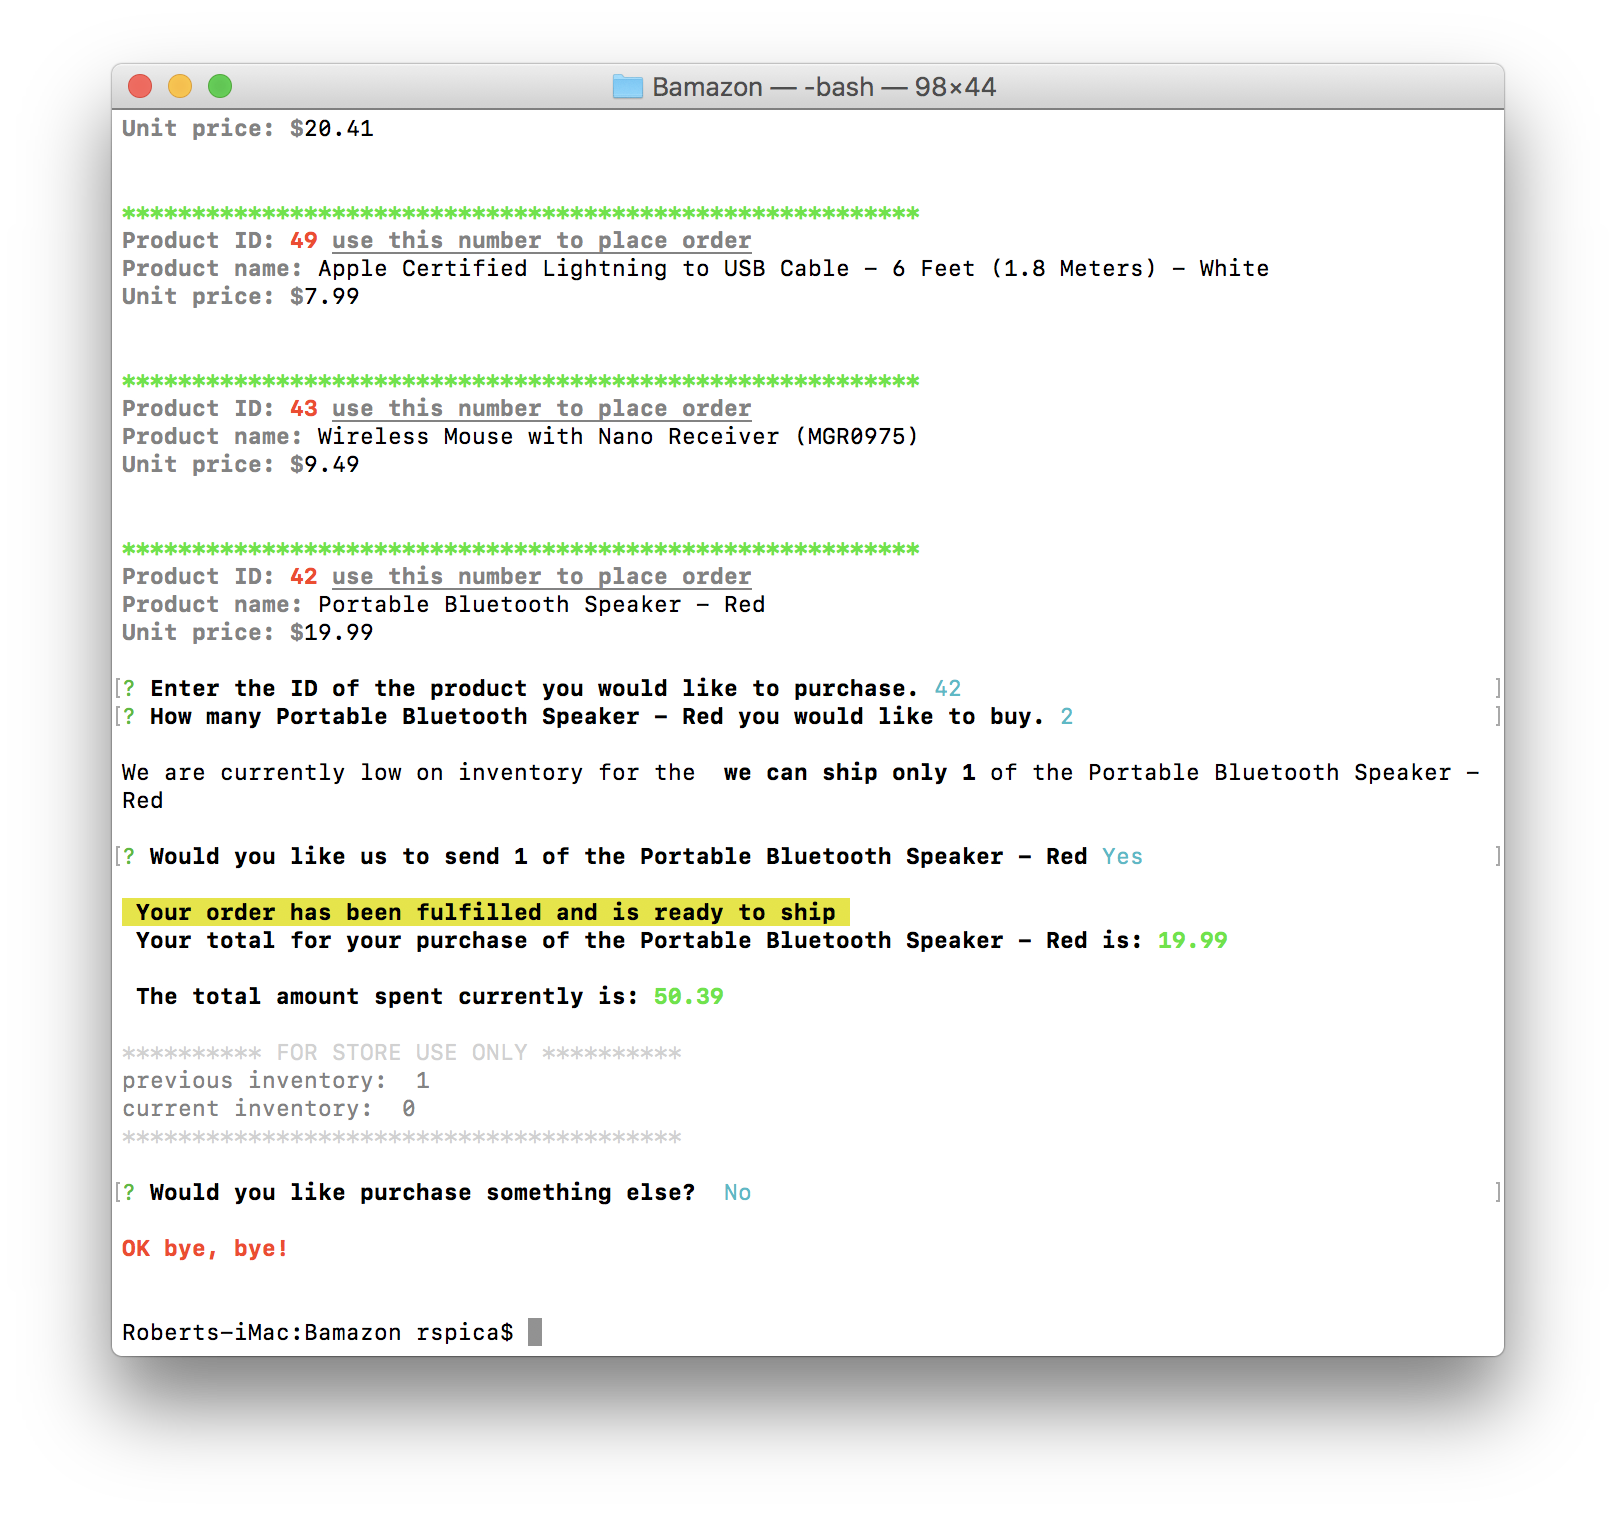 Bamazon — -bash — 98×44
Unit price: $20.41
*********************************************************
Product ID: 49 use this number to place order
Product name: Apple Certified Lightning to USB Cable - 6 Feet (1.8 Meters) - White
Unit price: $7.99
*********************************************************
Product ID: 43 use this number to place order
Product name: Wireless Mouse with Nano Receiver (MGR0975)
Unit price: $9.49
*********************************************************
Product ID: 42 use this number to place order
Product name: Portable Bluetooth Speaker - Red
Unit price: $19.99
[? Enter the ID of the product you would like to purchase. 42 ]
[? How many Portable Bluetooth Speaker - Red you would like to buy. 2 ]
We are currently low on inventory for the  we can ship only 1 of the Portable Bluetooth Speaker -
Red
[? Would you like us to send 1 of the Portable Bluetooth Speaker - Red Yes ]
Your order has been fulfilled and is ready to ship
Your total for your purchase of the Portable Bluetooth Speaker - Red is: 19.99
The total amount spent currently is: 50.39
********** FOR STORE USE ONLY **********
previous inventory:  1
current inventory:  0
****************************************
[? Would you like purchase something else?  No ]
OK bye, bye!
Roberts-iMac:Bamazon rspica$